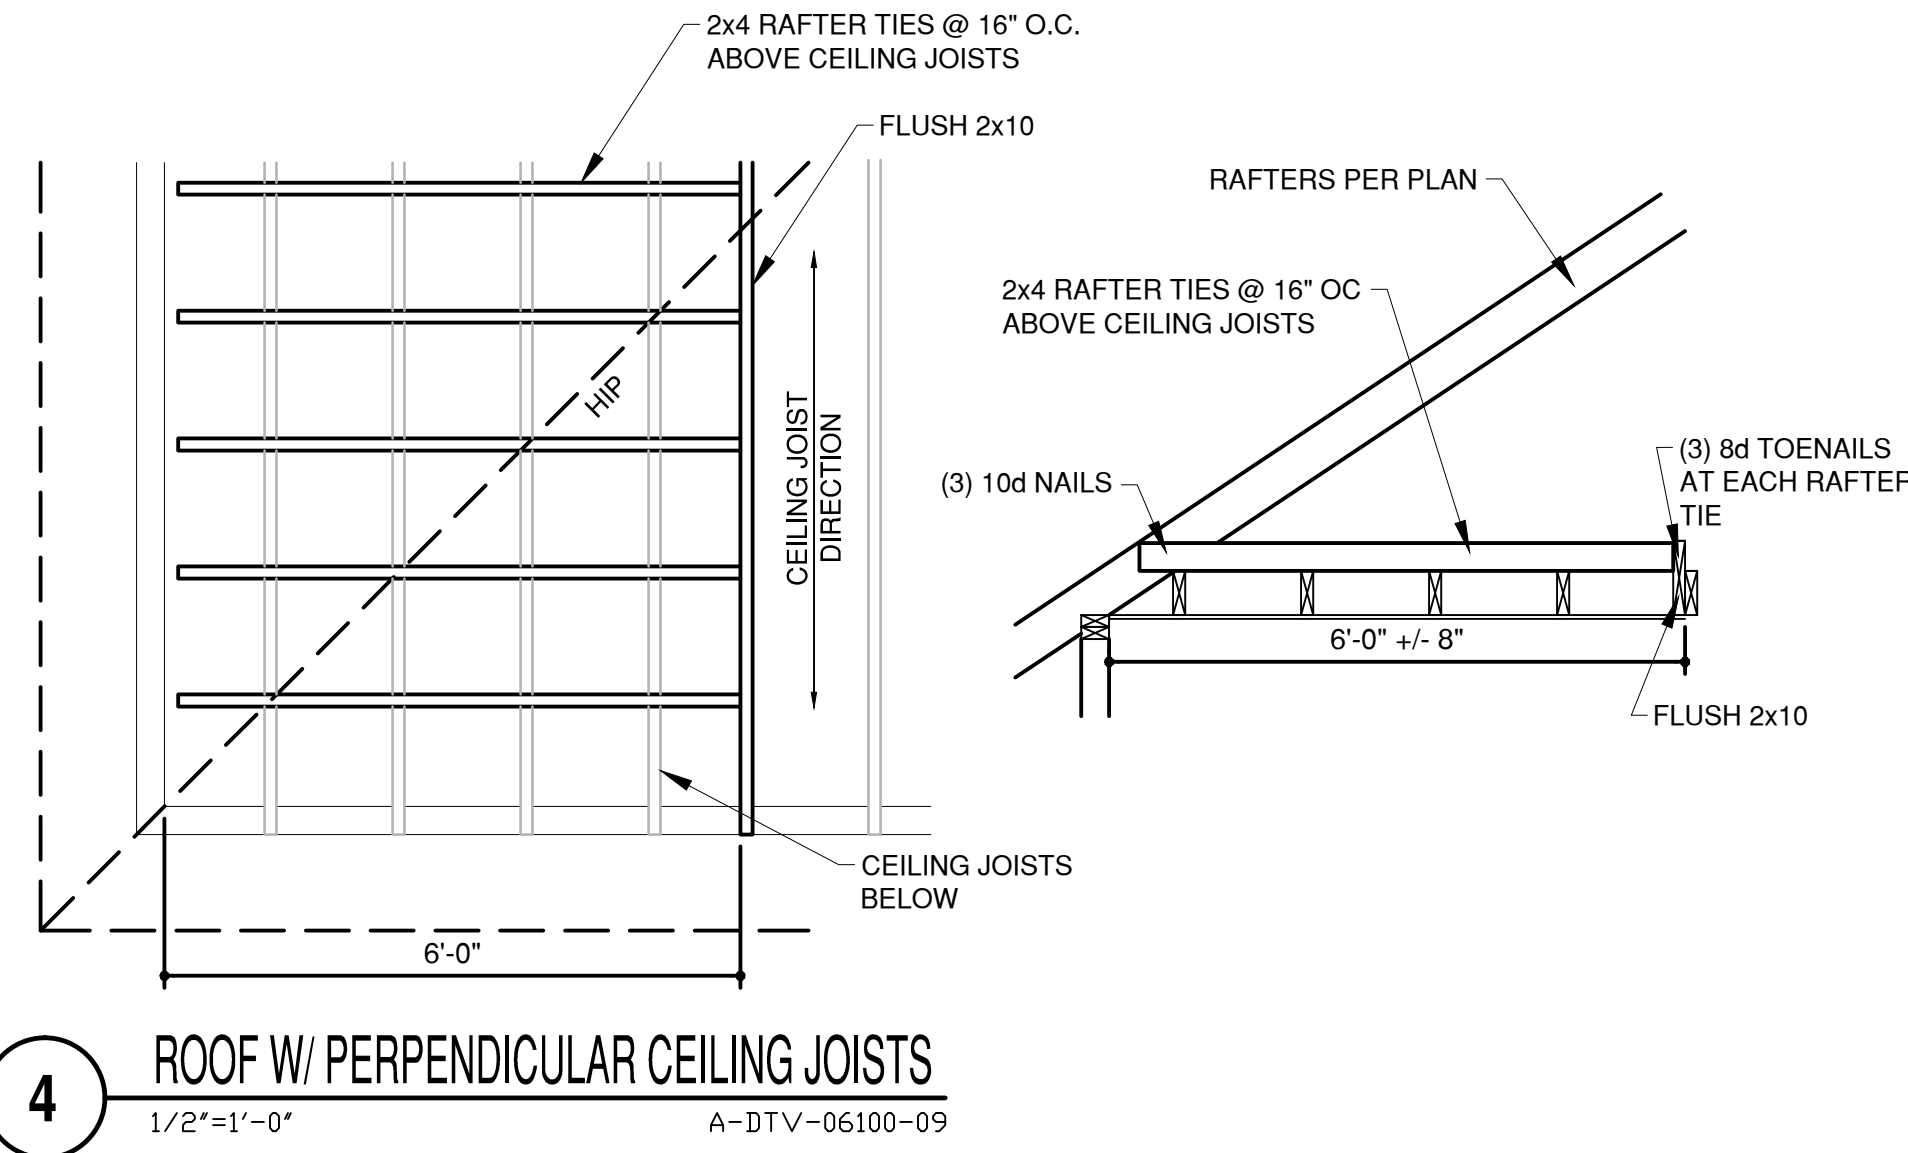 2x4 RAFTER TIES @ 16" O.C.
ABOVE CEILING JOISTS
FLUSH 2x10
HIP
CEILING JOIST
DIRECTION
CEILING JOISTS
BELOW
6'-0"
RAFTERS PER PLAN
2x4 RAFTER TIES @ 16" OC
ABOVE CEILING JOISTS
(3) 10d NAILS
(3) 8d TOENAILS
AT EACH RAFTER
TIE
6'-0" +/- 8"
FLUSH 2x10
4
ROOF W/ PERPENDICULAR CEILING JOISTS
1/2"=1'-0"
A-DTV-06100-09